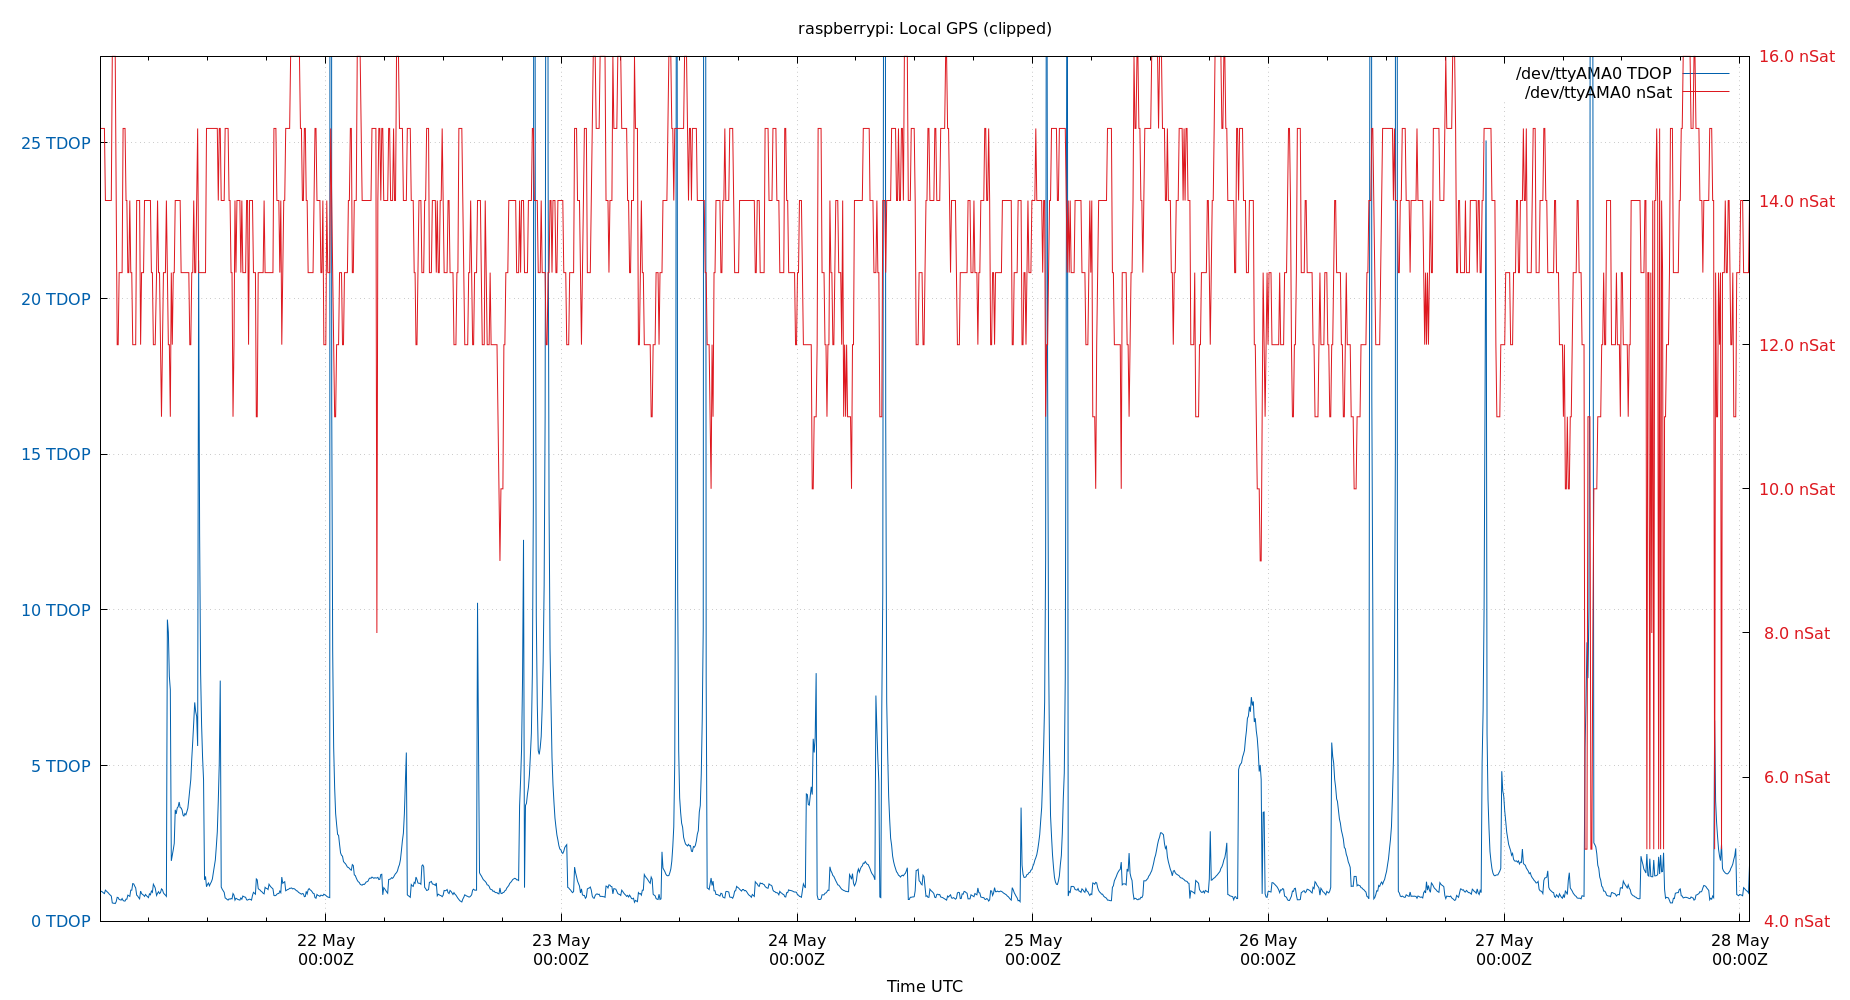 raspberrypi: Local GPS (clipped)
/dev/ttyAMA0 TDOP
/dev/ttyAMA0 nSat
25 TDOP
20 TDOP
15 TDOP
10 TDOP
5 TDOP
0 TDOP
16.0 nSat
14.0 nSat
12.0 nSat
10.0 nSat
8.0 nSat
6.0 nSat
4.0 nSat
22 May 23 May 24 May 25 May 26 May 27 May 28 May
00:00Z 00:00Z 00:00Z 00:00Z 00:00Z 00:00Z 00:00Z
Time UTC